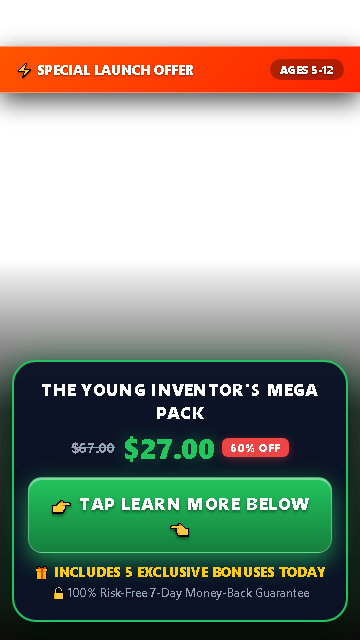 ⚡ SPECIAL LAUNCH OFFER
AGES 5-12
THE YOUNG INVENTOR'S MEGA
PACK
$67.00 $27.00 60% OFF
👉 TAP LEARN MORE BELOW
👈
🎁 INCLUDES 5 EXCLUSIVE BONUSES TODAY
🔓 100% Risk-Free 7-Day Money-Back Guarantee